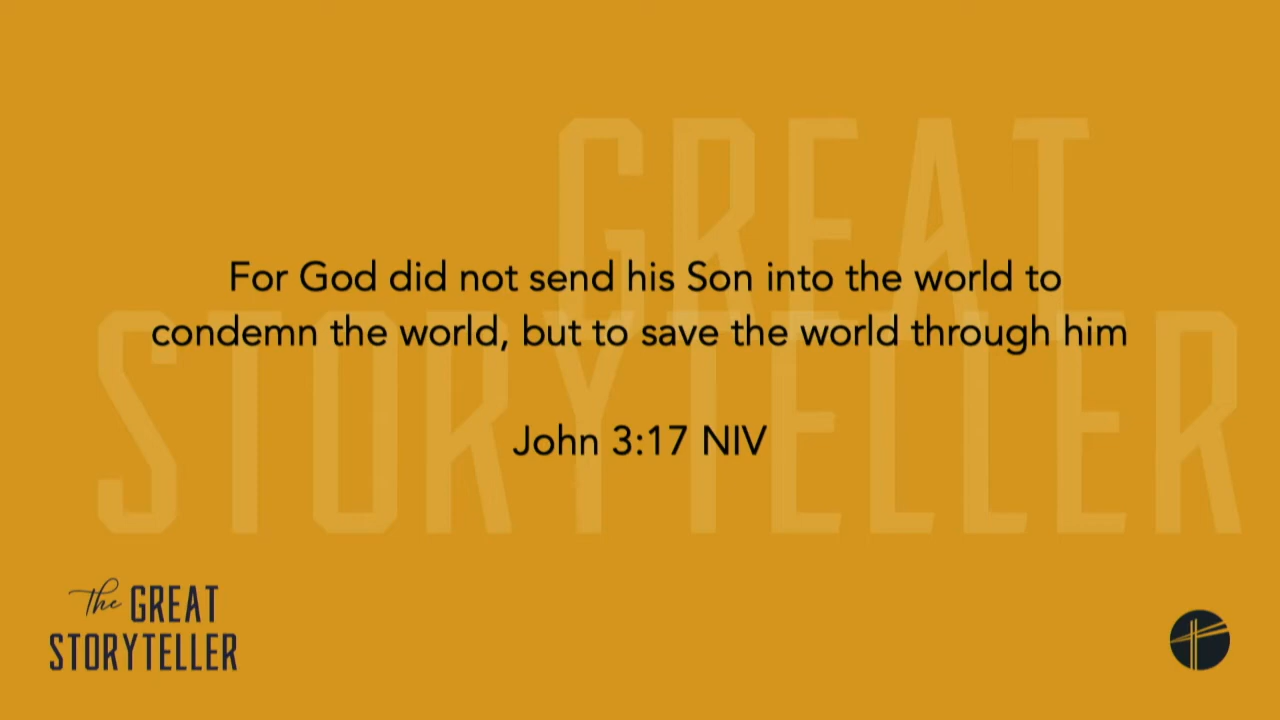 GREAT
STORYTELLER
For God did not send his Son into the world to
condemn the world, but to save the world through him
John 3:17 NIV
the GREAT
STORYTELLER